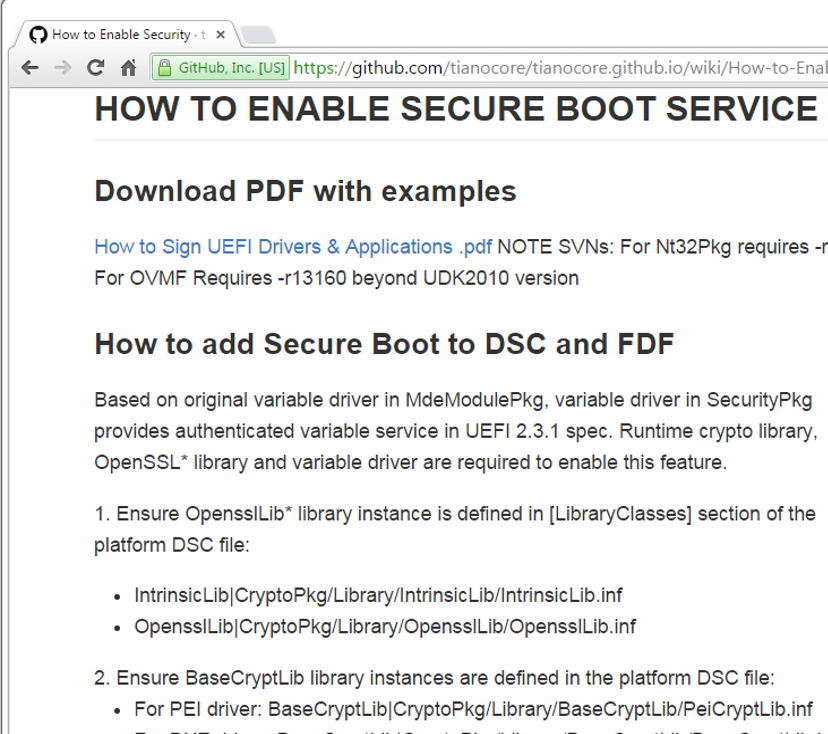 How to Enable Security · ti
GitHub, Inc. [US] https://github.com/tianocore/tianocore.github.io/wiki/How-to-Enab
HOW TO ENABLE SECURE BOOT SERVICE
Download PDF with examples
How to Sign UEFI Drivers & Applications .pdf NOTE SVNs: For Nt32Pkg requires -r
For OVMF Requires -r13160 beyond UDK2010 version
How to add Secure Boot to DSC and FDF
Based on original variable driver in MdeModulePkg, variable driver in SecurityPkg
provides authenticated variable service in UEFI 2.3.1 spec. Runtime crypto library,
OpenSSL* library and variable driver are required to enable this feature.
1. Ensure OpensslLib* library instance is defined in [LibraryClasses] section of the
platform DSC file:
• IntrinsicLib|CryptoPkg/Library/IntrinsicLib/IntrinsicLib.inf
• OpensslLib|CryptoPkg/Library/OpensslLib/OpensslLib.inf
2. Ensure BaseCryptLib library instances are defined in the platform DSC file:
• For PEI driver: BaseCryptLib|CryptoPkg/Library/BaseCryptLib/PeiCryptLib.inf